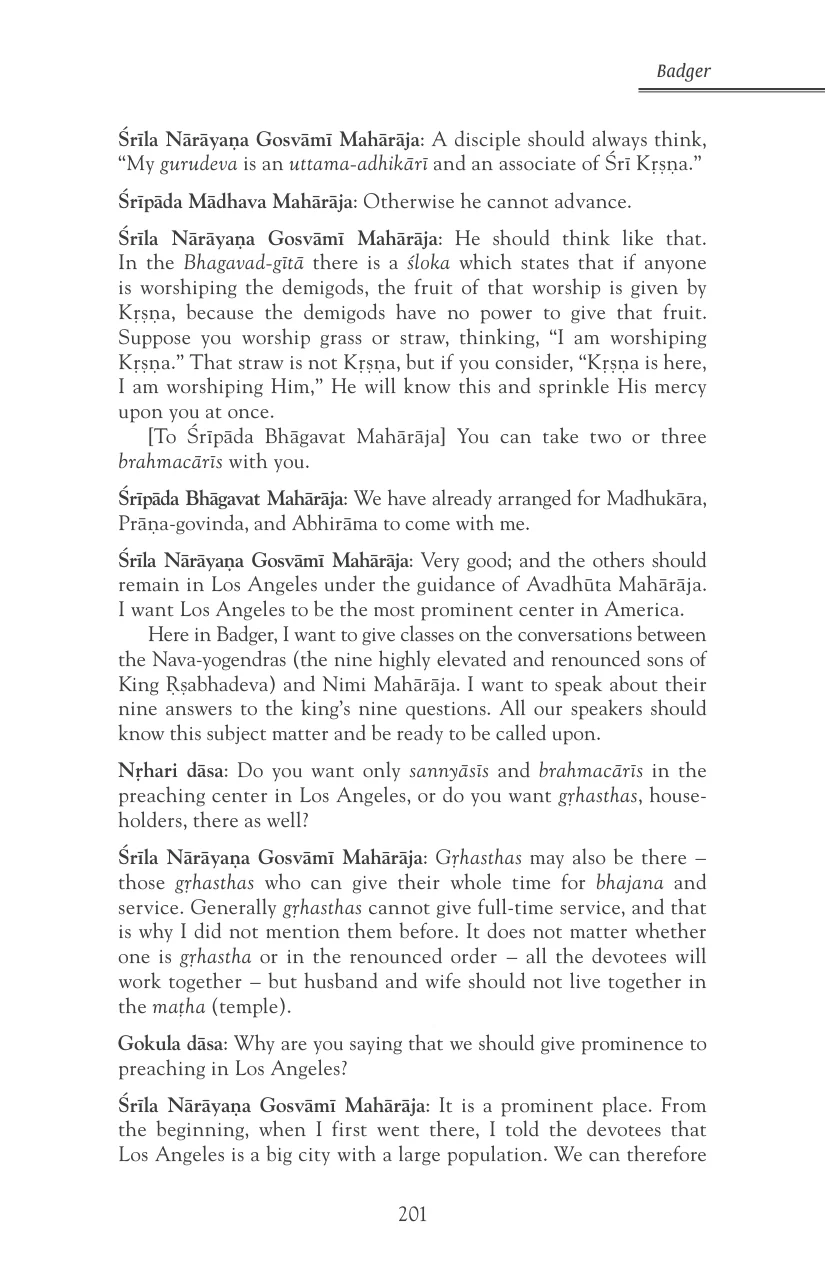 Badger
Śrīla Nārāyaṇa Gosvāmī Mahārāja: A disciple should always think,
“My gurudeva is an uttama-adhikārī and an associate of Śrī Kṛṣṇa.”
Śrīpāda Mādhava Mahārāja: Otherwise he cannot advance.
Śrīla Nārāyaṇa Gosvāmī Mahārāja: He should think like that.
In the Bhagavad-gītā there is a śloka which states that if anyone
is worshiping the demigods, the fruit of that worship is given by
Kṛṣṇa, because the demigods have no power to give that fruit.
Suppose you worship grass or straw, thinking, “I am worshiping
Kṛṣṇa.” That straw is not Kṛṣṇa, but if you consider, “Kṛṣṇa is here,
I am worshiping Him,” He will know this and sprinkle His mercy
upon you at once.
[To Śrīpāda Bhāgavat Mahārāja] You can take two or three
brahmacārīs with you.
Śrīpāda Bhāgavat Mahārāja: We have already arranged for Madhukāra,
Prāṇa-govinda, and Abhirāma to come with me.
Śrīla Nārāyaṇa Gosvāmī Mahārāja: Very good; and the others should
remain in Los Angeles under the guidance of Avadhūta Mahārāja.
I want Los Angeles to be the most prominent center in America.
Here in Badger, I want to give classes on the conversations between
the Nava-yogendras (the nine highly elevated and renounced sons of
King Ṛṣabhadeva) and Nimi Mahārāja. I want to speak about their
nine answers to the king’s nine questions. All our speakers should
know this subject matter and be ready to be called upon.
Nṛhari dāsa: Do you want only sannyāsīs and brahmacārīs in the
preaching center in Los Angeles, or do you want gṛhasthas, house-
holders, there as well?
Śrīla Nārāyaṇa Gosvāmī Mahārāja: Gṛhasthas may also be there –
those gṛhasthas who can give their whole time for bhajana and
service. Generally gṛhasthas cannot give full-time service, and that
is why I did not mention them before. It does not matter whether
one is gṛhastha or in the renounced order – all the devotees will
work together – but husband and wife should not live together in
the maṭha (temple).
Gokula dāsa: Why are you saying that we should give prominence to
preaching in Los Angeles?
Śrīla Nārāyaṇa Gosvāmī Mahārāja: It is a prominent place. From
the beginning, when I first went there, I told the devotees that
Los Angeles is a big city with a large population. We can therefore
201